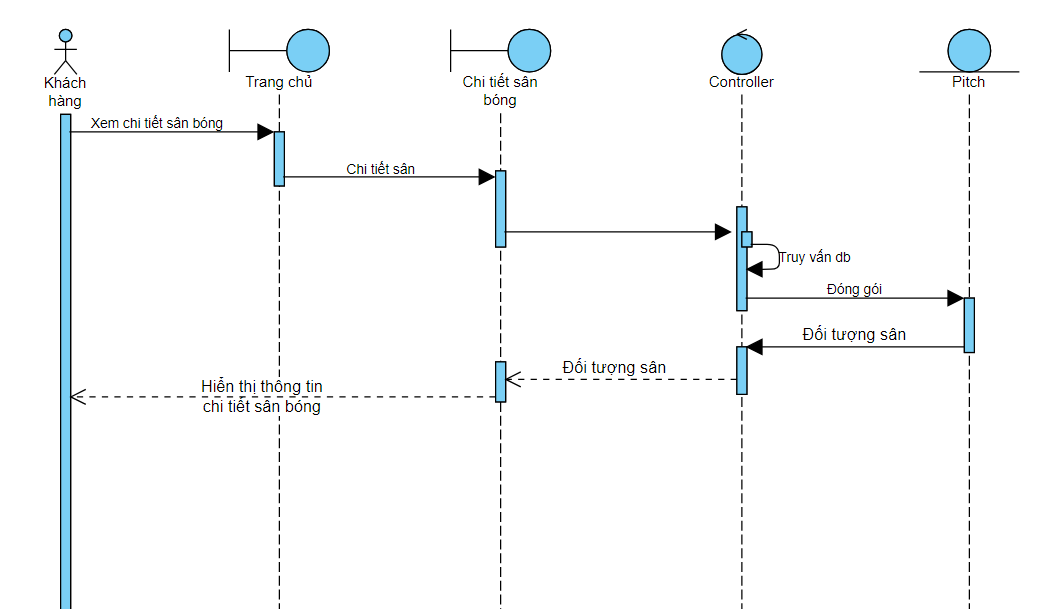 Khách
hàng
Trang chủ
Chi tiết sân
bóng
Controller
Pitch
Xem chi tiết sân bóng
Chi tiết sân
Truy vấn db
Đóng gói
Đối tượng sân
Đối tượng sân
Hiển thị thông tin
chi tiết sân bóng